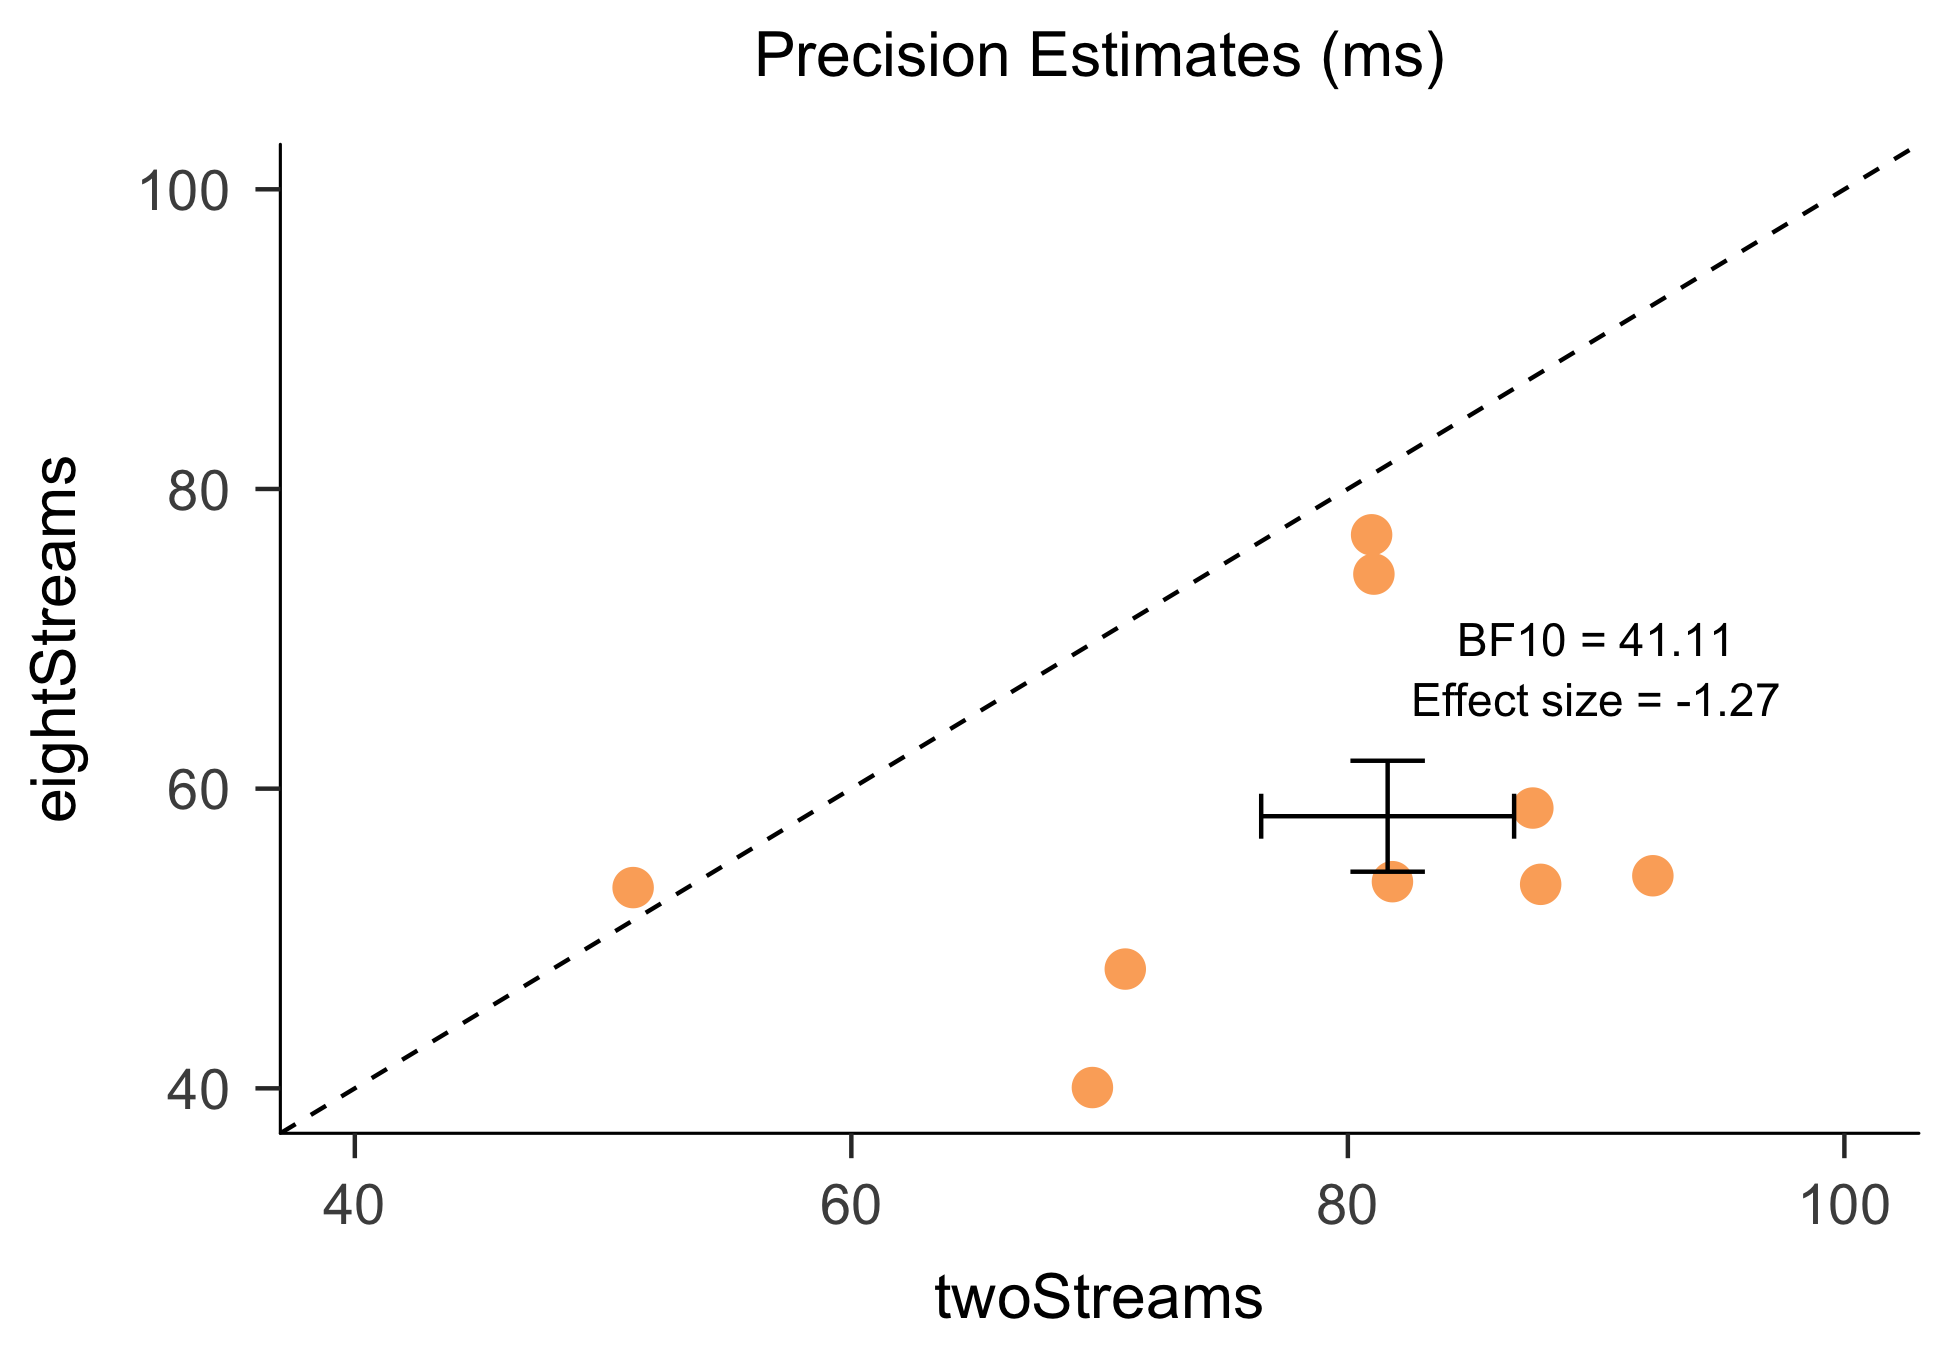 Precision Estimates (ms)
100
80
60
40
eightStreams
BF10 = 41.11
Effect size = -1.27
40
60
80
100
twoStreams